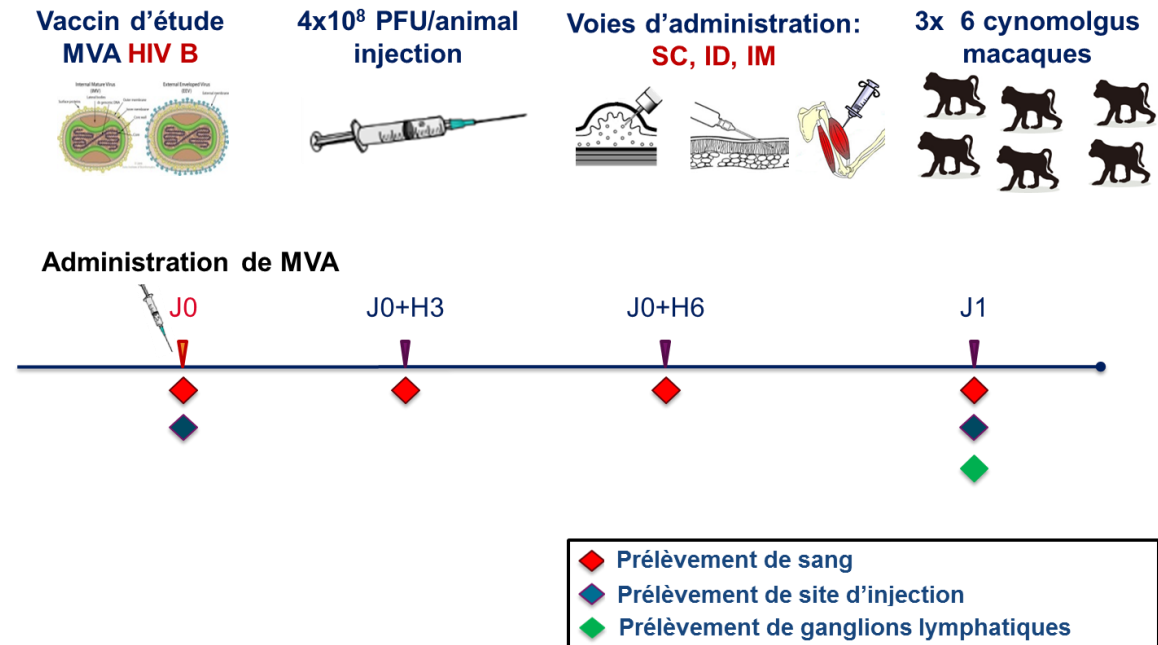 Vaccin d'étude
MVA HIV B
4x10⁸ PFU/animal
injection
Voies d'administration:
SC, ID, IM
3x 6 cynomolgus
macaques
Administration de MVA
J0
J0+H3
J0+H6
J1
Prélèvement de sang
Prélèvement de site d'injection
Prélèvement de ganglions lymphatiques